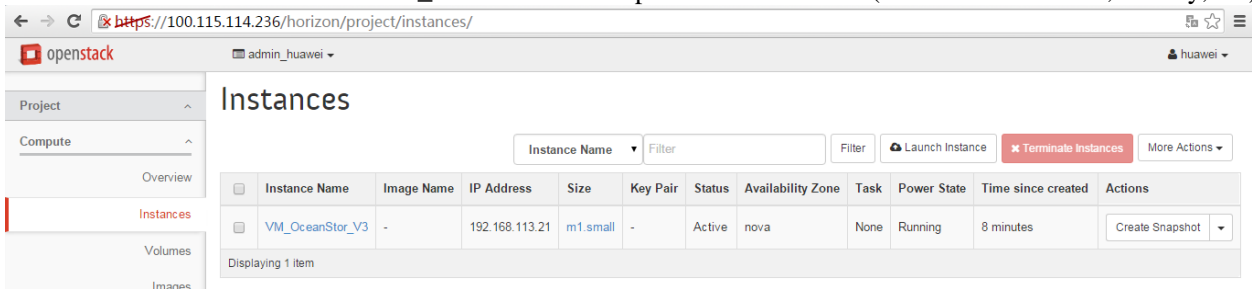 https://100.115.114.236/horizon/project/instances/
openstack
admin_huawei
huawei
Project
Instances
Compute
Instance Name Filter Filter Launch Instance Terminate Instances More Actions
Overview
Instance Name Image Name IP Address Size Key Pair Status Availability Zone Task Power State Time since created Actions
Instances
VM_OceanStor_V3 - 192.168.113.21 m1.small - Active nova None Running 8 minutes Create Snapshot
Volumes
Displaying 1 item
Images